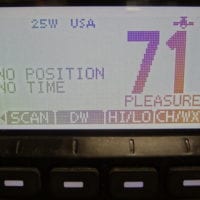 25W USA
71
NO POSITION
NO TIME
PLEASURE
SCAN DW HI/LO CH/WX